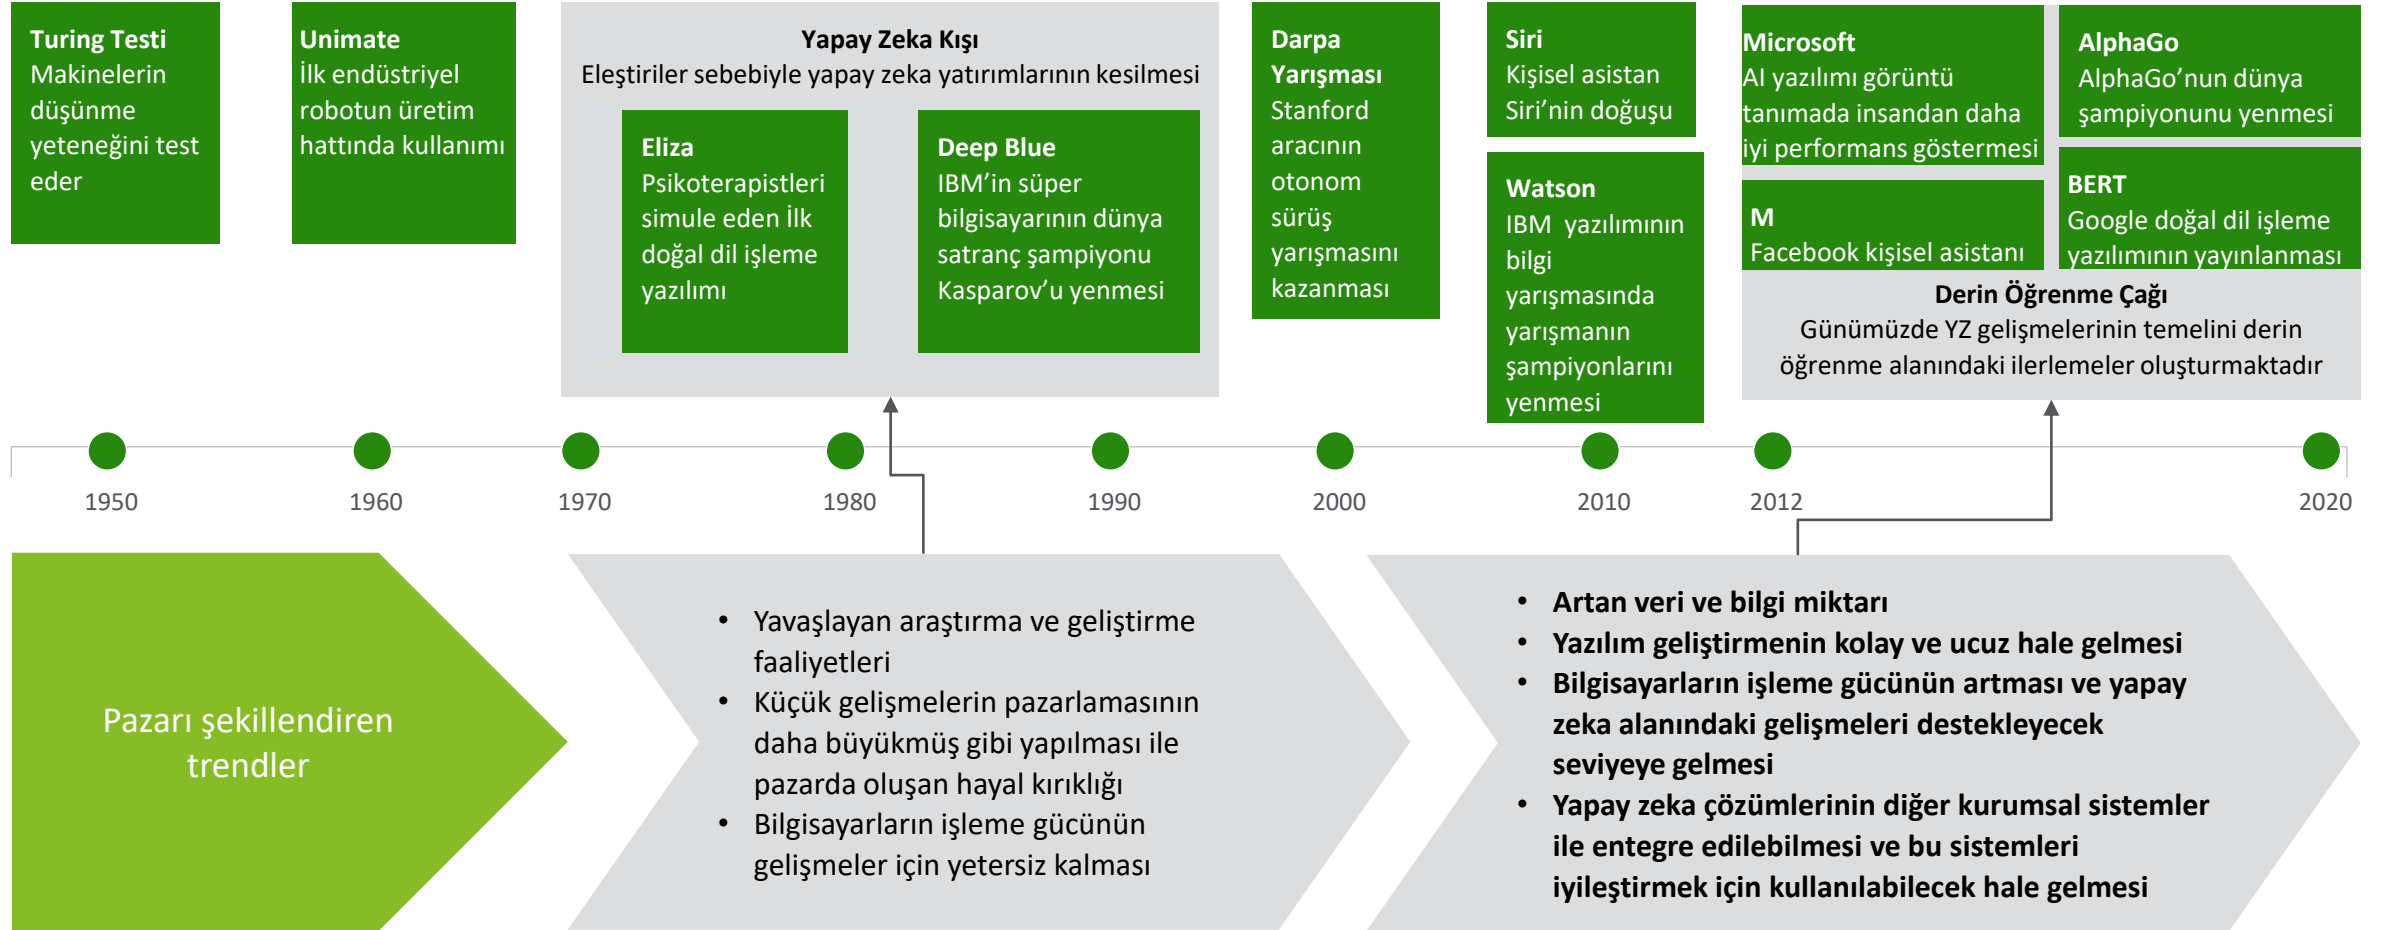 Turing Testi
Makinelerin
düşünme
yeteneğini test
eder
Unimate
İlk endüstriyel
robotun üretim
hattında kullanımı
Yapay Zeka Kışı
Eleştiriler sebebiyle yapay zeka yatırımlarının kesilmesi
Eliza
Psikoterapistleri
simule eden İlk
doğal dil işleme
yazılımı
Deep Blue
IBM’in süper
bilgisayarının dünya
satranç şampiyonu
Kasparov’u yenmesi
Darpa
Yarışması
Stanford
aracının
otonom
sürüş
yarışmasını
kazanması
Siri
Kişisel asistan
Siri’nin doğuşu
Watson
IBM yazılımının
bilgi
yarışmasında
yarışmanın
şampiyonlarını
yenmesi
Microsoft
AI yazılımı görüntü
tanımada insandan daha
iyi performans göstermesi
M
Facebook kişisel asistanı
AlphaGo
AlphaGo’nun dünya
şampiyonunu yenmesi
BERT
Google doğal dil işleme
yazılımının yayınlanması
Derin Öğrenme Çağı
Günümüzde YZ gelişmelerinin temelini derin
öğrenme alanındaki ilerlemeler oluşturmaktadır
1950
1960
1970
1980
1990
2000
2010
2012
2020
Pazarı şekillendiren
trendler
• Yavaşlayan araştırma ve geliştirme
faaliyetleri
• Küçük gelişmelerin pazarlamasının
daha büyükmüş gibi yapılması ile
pazarda oluşan hayal kırıklığı
• Bilgisayarların işleme gücünün
gelişmeler için yetersiz kalması
• Artan veri ve bilgi miktarı
• Yazılım geliştirmenin kolay ve ucuz hale gelmesi
• Bilgisayarların işleme gücünün artması ve yapay
zeka alanındaki gelişmeleri destekleyecek
seviyeye gelmesi
• Yapay zeka çözümlerinin diğer kurumsal sistemler
ile entegre edilebilmesi ve bu sistemleri
iyileştirmek için kullanılabilecek hale gelmesi